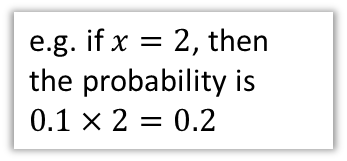 e.g. if x = 2, then
the probability is
0.1 × 2 = 0.2